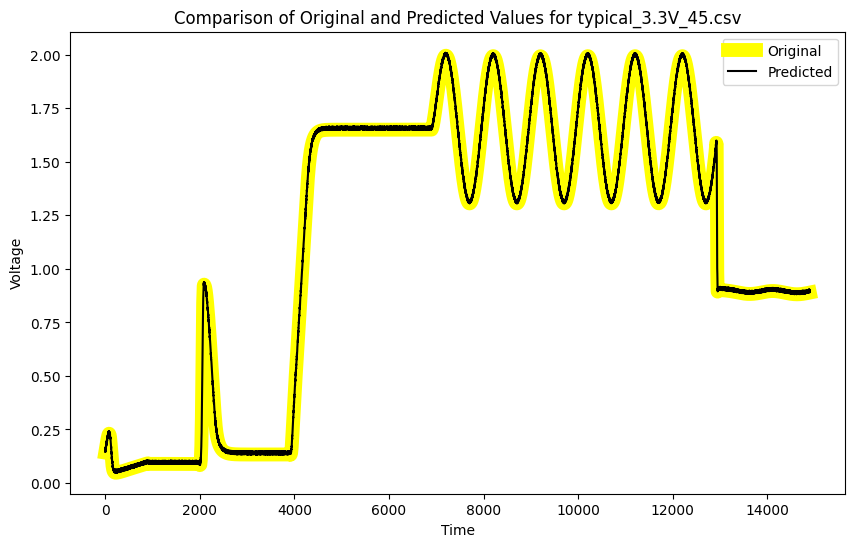 Comparison of Original and Predicted Values for typical_3.3V_45.csv
Original
Predicted
Voltage
2.00
1.75
1.50
1.25
1.00
0.75
0.50
0.25
0.00
0 2000 4000 6000 8000 10000 12000 14000
Time